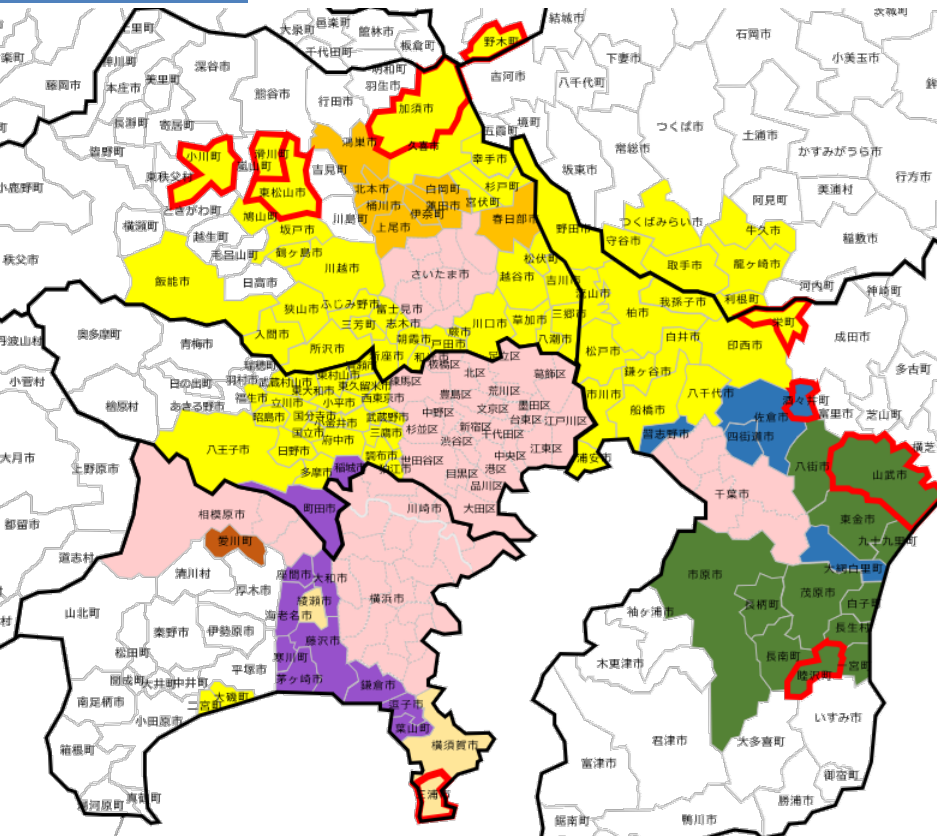 結城市
茨城町
上里町
大泉町
邑楽町
館林市
板倉町
野木町
石岡市
千代田町
下妻市
小美玉市
神川町
本庄市
美里町
深谷市
明和町
羽生市
古河市
八千代町
藤岡市
熊谷市
行田市
加須市
長瀞町
寄居町
五霞町
境町
つくば市
土浦市
皆野町
小川町
滑川町
嵐山町
吉見町
鴻巣市
久喜市
幸手市
常総市
かすみがうら市
小鹿野町
東秩父村
東松山市
北本市
白岡町
杉戸町
坂東市
美浦村
行方市
桶川市
蓮田市
宮代町
ときがわ町
鳩山町
川島町
伊奈町
春日部市
阿見町
横瀬町
越生町
坂戸市
上尾市
野田市
つくばみらい市
牛久市
稲敷市
秩父市
毛呂山町
鶴ヶ島市
川越市
さいたま市
松伏町
守谷市
取手市
龍ヶ崎市
飯能市
日高市
越谷市
吉川市
流山市
河内町
神崎町
狭山市
ふじみ野市
富士見市
我孫子市
利根町
三芳町
志木市
川口市
草加市
三郷市
柏市
栄町
入間市
朝霞市
蕨市
戸田市
八潮市
白井市
印西市
成田市
丹波山村
奥多摩町
青梅市
所沢市
新座市
和光市
足立区
松戸市
小菅村
瑞穂町
清瀬市
板橋区
北区
葛飾区
鎌ヶ谷市
多古町
日の出町
羽村市
武蔵村山市
東村山市
東久留米市
練馬区
福生市
東大和市
豊島区
荒川区
市川市
八千代市
酒々井町
檜原村
あきる野市
立川市
小平市
西東京市
墨田区
船橋市
佐倉市
富里市
芝山町
昭島市
国分寺市
小金井市
武蔵野市
中野区
文京区
台東区
江戸川区
習志野市
四街道市
国立市
三鷹市
杉並区
新宿区
千代田区
府中市
渋谷区
八王子市
日野市
調布市
世田谷区
中央区
江東区
浦安市
大月市
上野原市
多摩市
稲城市
狛江市
目黒区
港区
八街市
山武市
品川区
千葉市
町田市
川崎市
大田区
相模原市
東金市
都留市
愛川町
九十九里町
道志村
清川村
座間市
大和市
市原市
大網白里町
厚木市
横浜市
茂原市
山北町
綾瀬市
海老名市
袖ヶ浦市
長柄町
白子町
秦野市
伊勢原市
藤沢市
長生村
松田町
寒川町
木更津市
長南町
一宮町
平塚市
開成町
大井町
中井町
茅ヶ崎市
鎌倉市
睦沢町
南足柄市
大磯町
二宮町
逗子市
小田原市
葉山町
いすみ市
箱根町
横須賀市
君津市
大多喜町
富津市
御宿町
湯河原町
真鶴町
三浦市
勝浦市
鋸南町
鴨川市